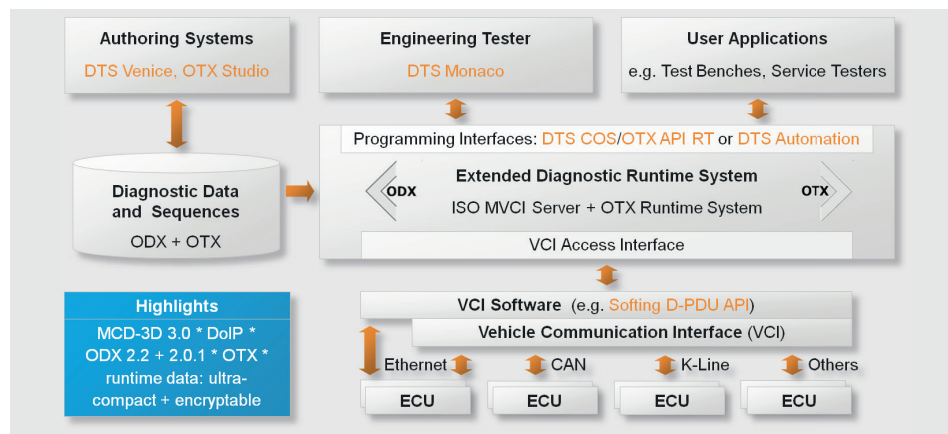 Authoring Systems
DTS Venice, OTX Studio
Engineering Tester
DTS Monaco
User Applications
e.g. Test Benches, Service Testers
Programming Interfaces: DTS COS/OTX API RT or DTS Automation
Diagnostic Data
and Sequences
ODX + OTX
ODX
Extended Diagnostic Runtime System
OTX
ISO MVCI Server + OTX Runtime System
VCI Access Interface
Highlights
MCD-3D 3.0 * DoIP *
ODX 2.2 + 2.0.1 * OTX *
runtime data: ultra-
compact + encryptable
VCI Software (e.g. Softing D-PDU API)
Vehicle Communication Interface (VCI)
Ethernet
CAN
K-Line
Others
ECU
ECU
ECU
ECU